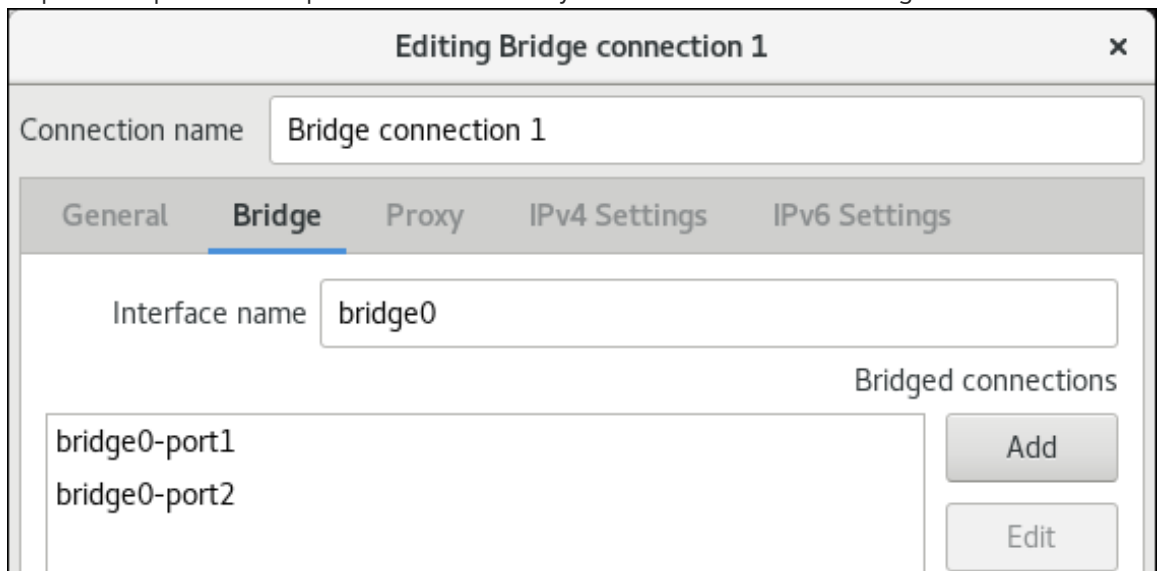 Editing Bridge connection 1 ×
Connection name Bridge connection 1
General Bridge Proxy IPv4 Settings IPv6 Settings
Interface name bridge0
Bridged connections
bridge0-port1
Add
bridge0-port2
Edit